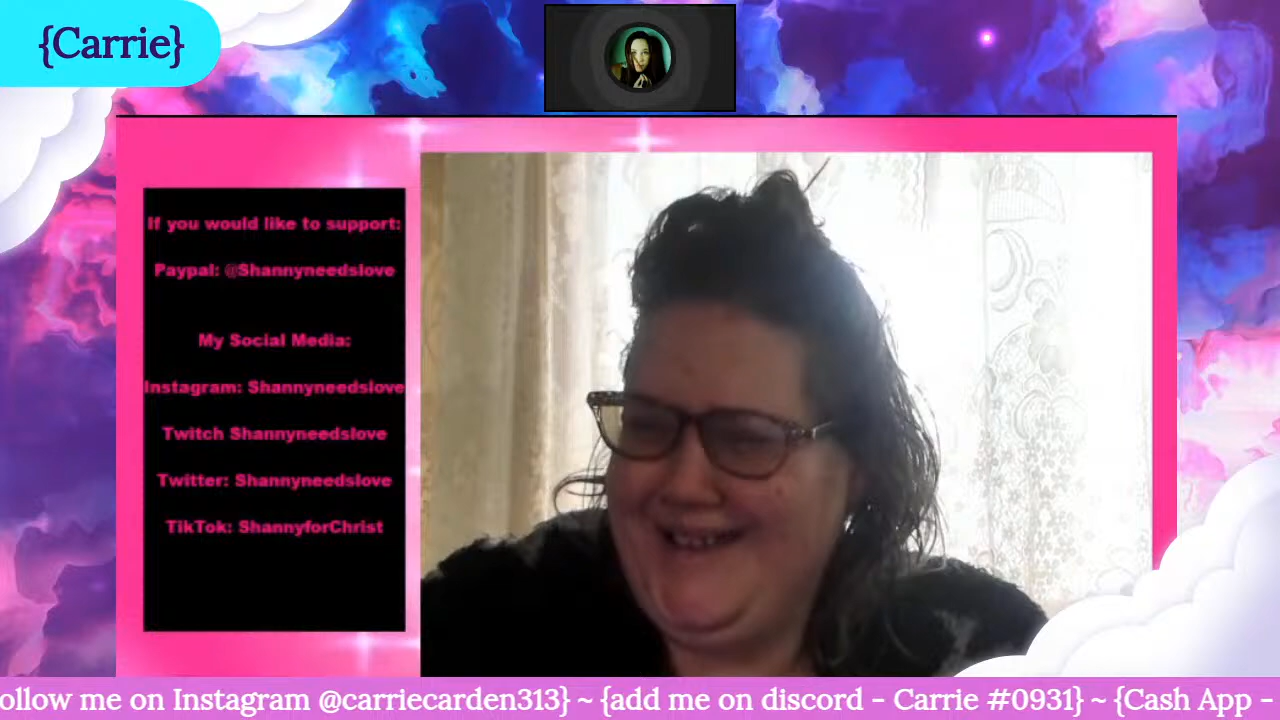 {Carrie}
If you would like to support:
Paypal: @Shannyneedslove
My Social Media:
Instagram: Shannyneedslove
Twitch Shannyneedslove
Twitter: Shannyneedslove
TikTok: ShannyforChrist
ollow me on Instagram @carriecarden313} ~ {add me on discord - Carrie #0931} ~ {Cash App -